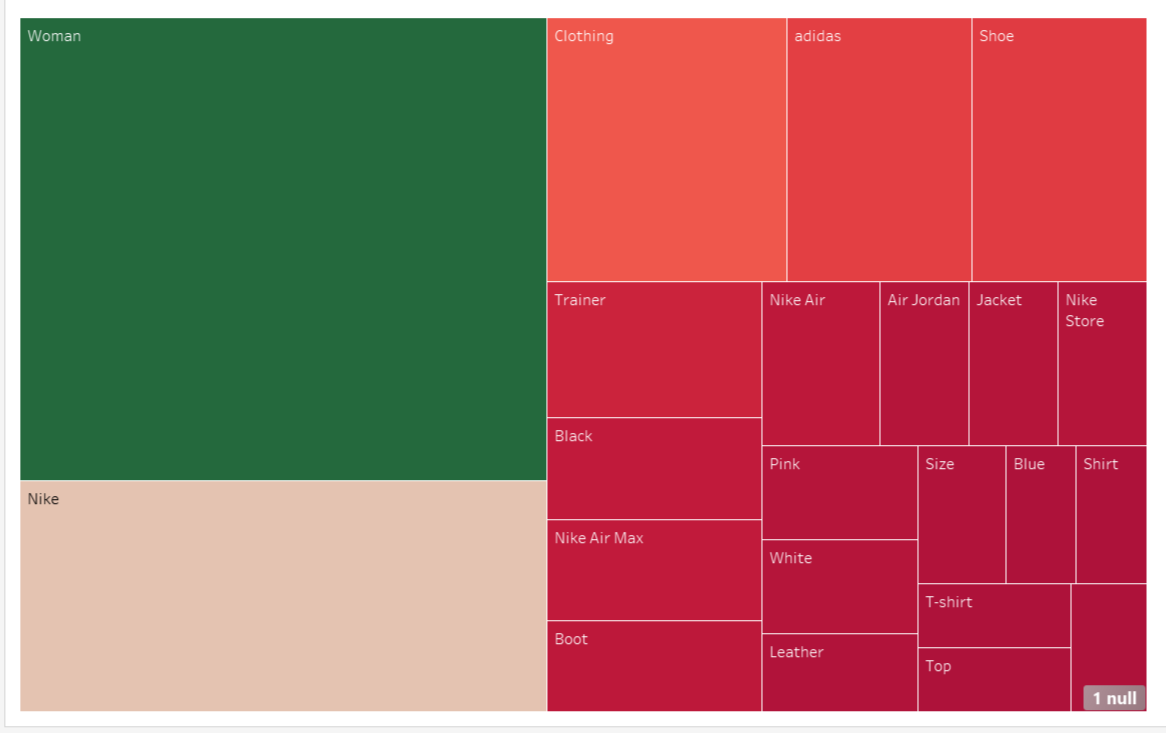 Woman
Clothing
adidas
Shoe
Trainer
Nike Air
Air Jordan
Jacket
Nike
Store
Black
Pink
Size
Blue
Shirt
Nike
Nike Air Max
White
T-shirt
Boot
Leather
Top
1 null